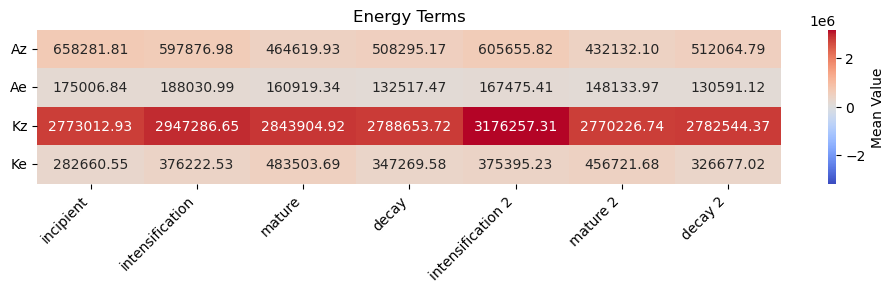 Energy Terms
1e6
Az 658281.81 597876.98 464619.93 508295.17 605655.82 432132.10 512064.79
Ae 175006.84 188030.99 160919.34 132517.47 167475.41 148133.97 130591.12
Kz 2773012.93 2947286.65 2843904.92 2788653.72 3176257.31 2770226.74 2782544.37
Ke 282660.55 376222.53 483503.69 347269.58 375395.23 456721.68 326677.02
incipient
intensification
mature
decay
intensification 2
mature 2
decay 2
2
0
−2
Mean Value